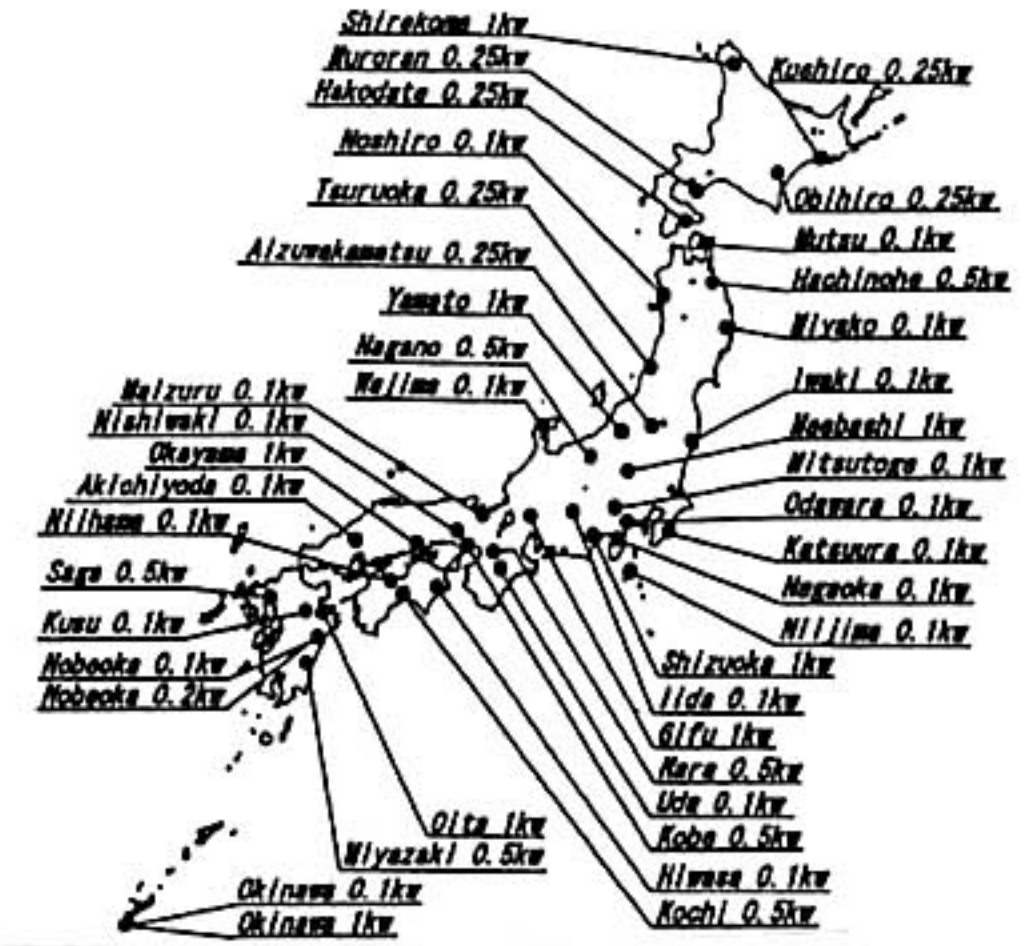 Shirekoma 1kw
Muroran 0.25kw
Kushiro 0.25kw
Hakodate 0.25kw
Noshiro 0.1kw
Tsuruoka 0.25kw
Obihiro 0.25kw
Aizuwakamatsu 0.25kw
Mutsu 0.1kw
Hachinohe 0.5kw
Yamato 1kw
Miyako 0.1kw
Nagano 0.5kw
Wajima 0.1kw
Iwaki 0.1kw
Maizuru 0.1kw
Nishiwaki 0.1kw
Maebashi 1kw
Okayama 1kw
Mitsutoge 0.1kw
Akichiyoda 0.1kw
Odawara 0.1kw
Niihama 0.1kw
Katsuura 0.1kw
Saga 0.5kw
Nagaoka 0.1kw
Kusu 0.1kw
Niijima 0.1kw
Nobeoka 0.1kw
Shizuoka 1kw
Nobeoka 0.2kw
Iida 0.1kw
Gifu 1kw
Nara 0.5kw
Uda 0.1kw
Oita 1kw
Kobe 0.5kw
Miyazaki 0.5kw
Hiwasa 0.1kw
Okinawa 0.1kw
Kochi 0.5kw
Okinawa 1kw